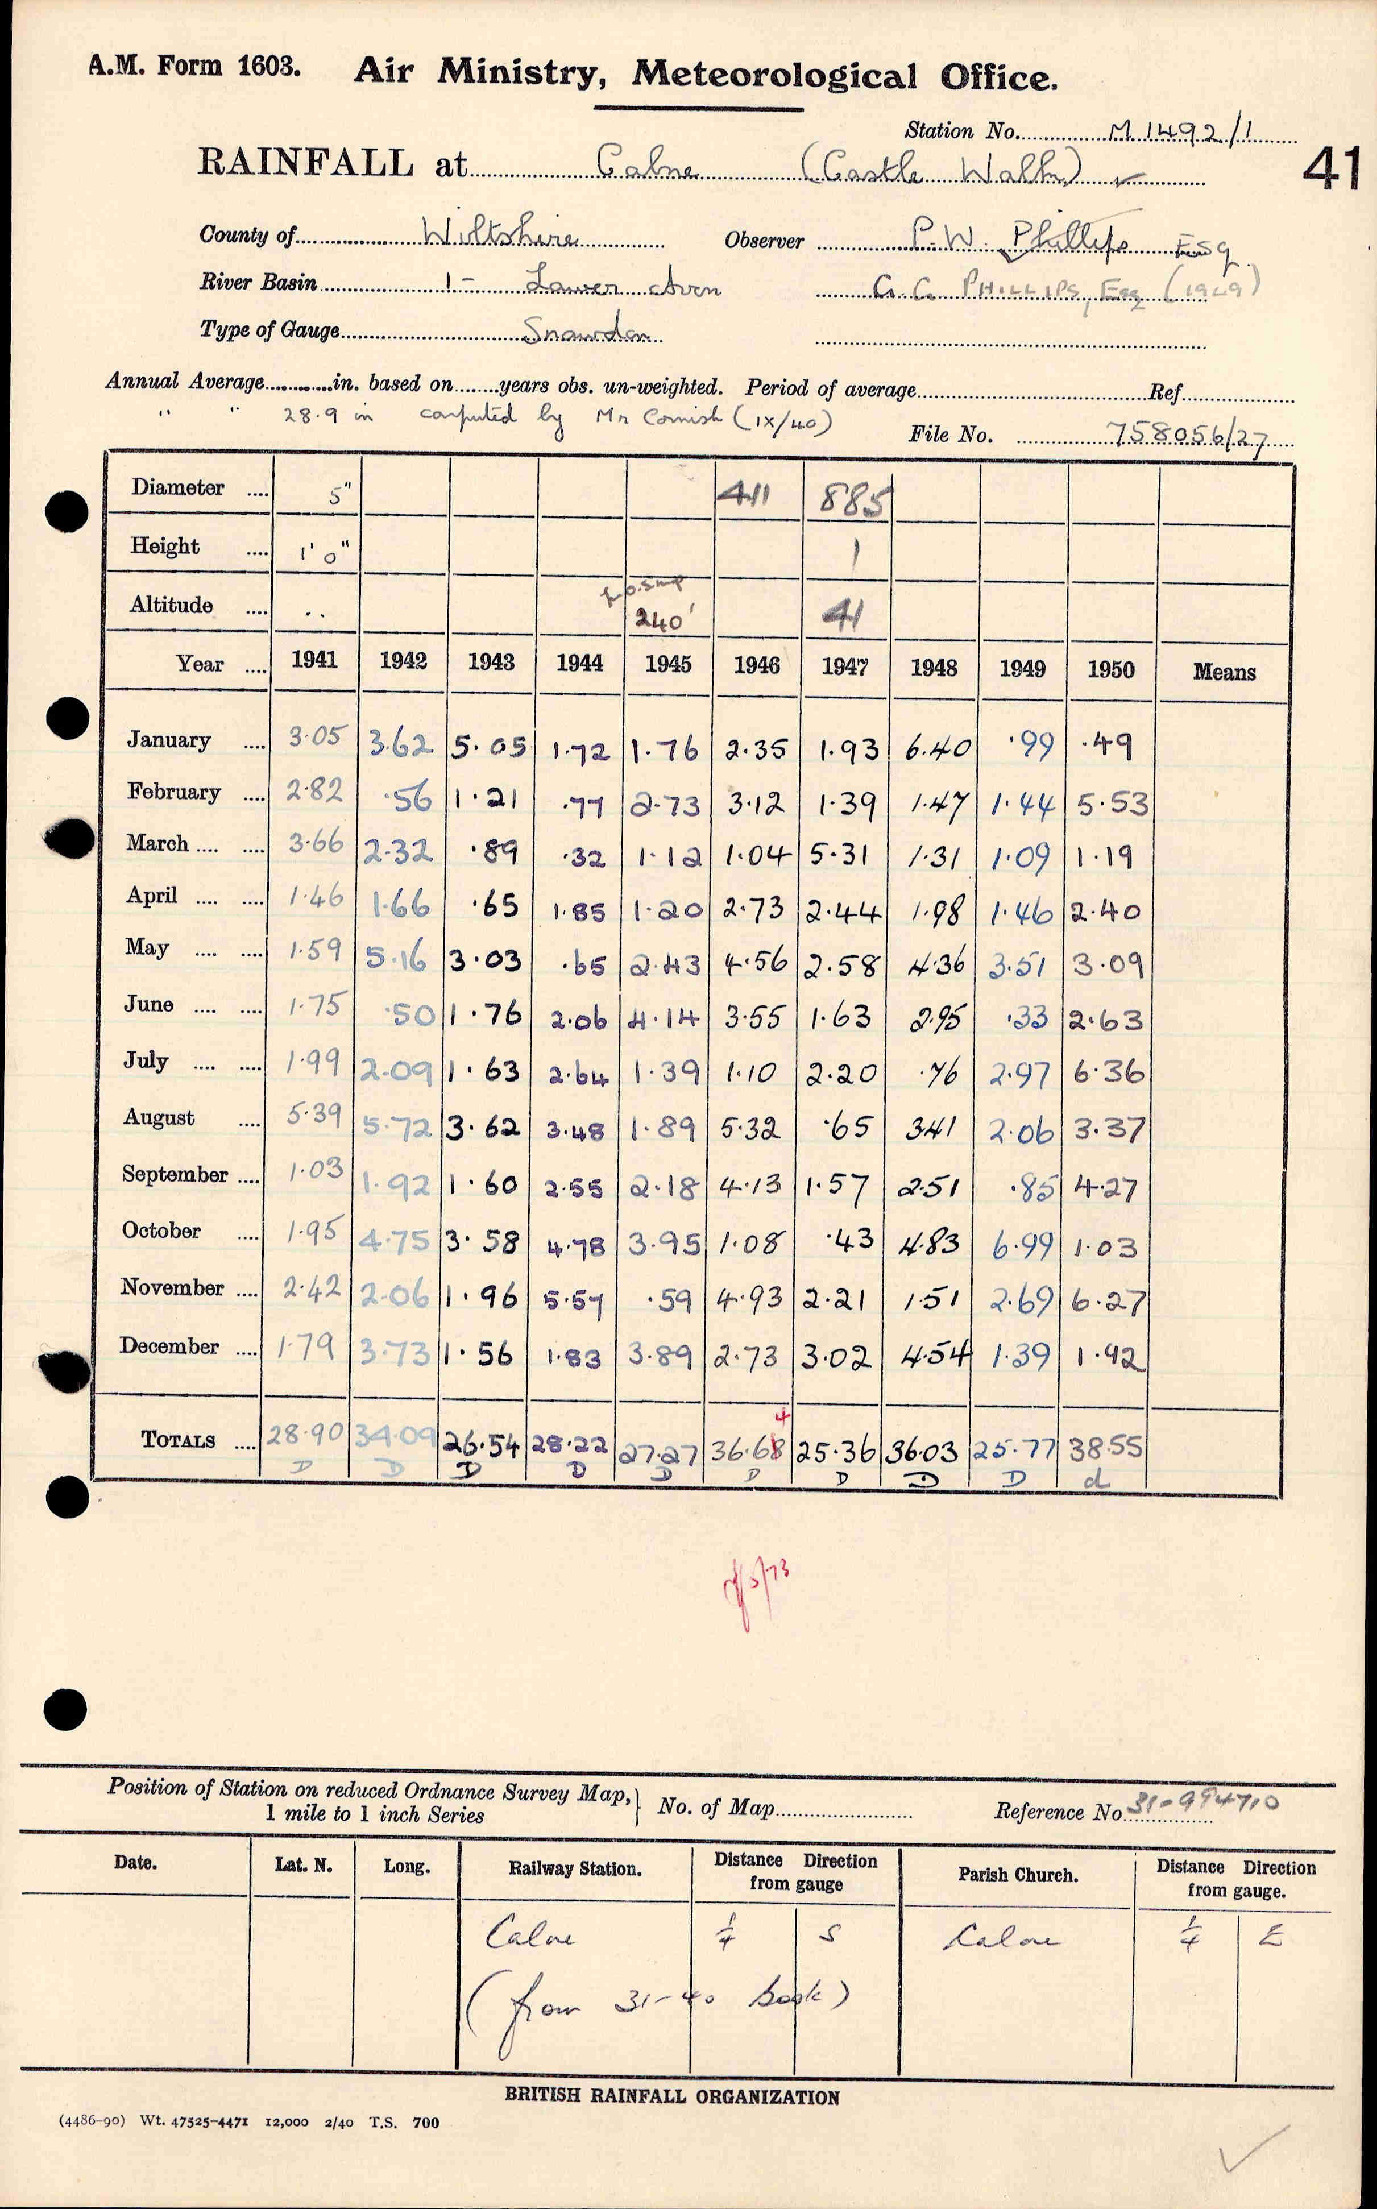 A.M. Form 1603. Air Ministry, Meteorological Office.
Station No. M 1492/1
RAINFALL at Calne (Castle Walk) ✓
41
County of Wiltshire Observer P.W. Phillips Esq.
River Basin 1 - Lower Avon G.C. PHILLIPS, Esq (1949)
Type of Gauge Snowdon
Annual Average in. based on years obs. un-weighted. Period of average Ref
" " 28.9 in computed by Mr Cornish (IX/40)
File No. 758056/27
Diameter .... 5" 411 885
Height .... 1' 0" 1
Altitude .... .. 240' 41
Year .... 1941 1942 1943 1944 1945 1946 1947 1948 1949 1950 Means
January .... 3.05 3.62 5.05 1.72 1.76 2.35 1.93 6.40 .99 .49
February .... 2.82 .56 1.21 .77 2.73 3.12 1.39 1.47 1.44 5.53
March .... .... 3.66 2.32 .89 .32 1.12 1.04 5.31 1.31 1.09 1.19
April .... .... 1.46 1.66 .65 1.85 1.20 2.73 2.44 1.98 1.46 2.40
May .... .... 1.59 5.16 3.03 .65 2.43 4.56 2.58 4.36 3.51 3.09
June .... .... 1.75 .50 1.76 2.06 4.14 3.55 1.63 2.95 .33 2.63
July .... .... 1.99 2.09 1.63 2.64 1.39 1.10 2.20 .76 2.97 6.36
August .... 5.39 5.72 3.62 3.48 1.89 5.32 .65 3.41 2.06 3.37
September .... 1.03 1.92 1.60 2.55 2.18 4.13 1.57 2.51 .85 4.27
October .... 1.95 4.75 3.58 4.78 3.95 1.08 .43 4.83 6.99 1.03
November .... 2.42 2.06 1.96 5.57 .59 4.93 2.21 1.51 2.69 6.27
December .... 1.79 3.73 1.56 1.83 3.89 2.73 3.02 4.54 1.39 1.92
4
TOTALS .... 28.90 34.09 26.54 28.22 27.27 36.68 25.36 36.03 25.77 38.55
D D D D D D D D D d
Position of Station on reduced Ordnance Survey Map,
1 mile to 1 inch Series
No. of Map Reference No. 31-994710
Date. Lat. N. Long. Railway Station. Distance Direction from gauge Parish Church. Distance Direction from gauge.
Calne ¼ S Calne ¼ E
(from 31-40 book)
BRITISH RAINFALL ORGANIZATION
(4486-90) Wt. 47525-4471 12,000 2/40 T.S. 700